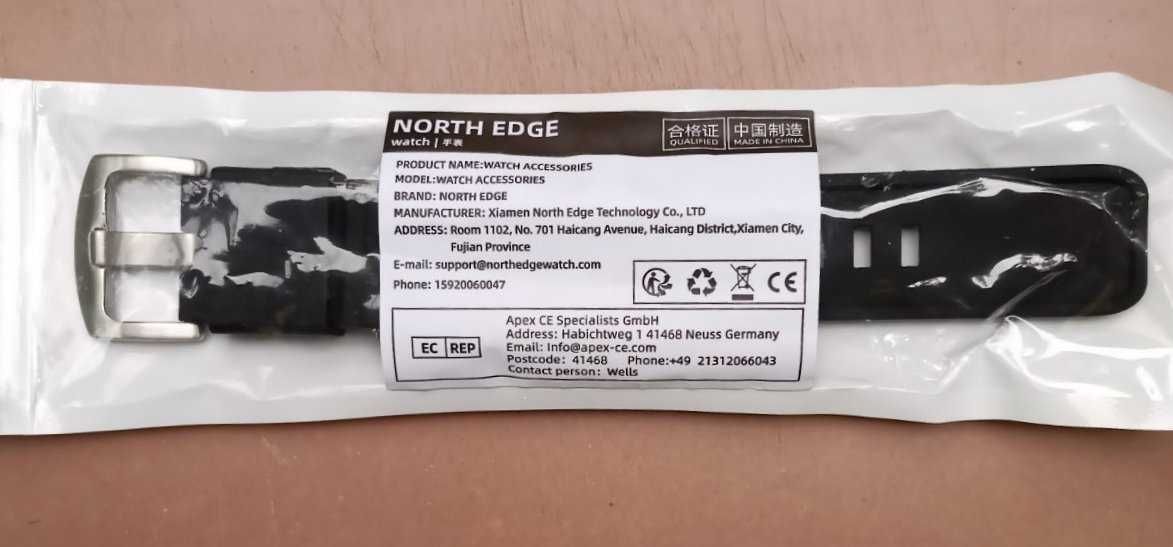 NORTH EDGE
watch | 手表
合格证
QUALIFIED
中国制造
MADE IN CHINA
PRODUCT NAME:WATCH ACCESSORIES
MODEL:WATCH ACCESSORIES
BRAND: NORTH EDGE
MANUFACTURER: Xiamen North Edge Technology Co., LTD
ADDRESS: Room 1102, No. 701 Haicang Avenue, Haicang District,Xiamen City,
Fujian Province
E-mail: support@northedgewatch.com
Phone: 15920060047
CE
EC REP
Apex CE Specialists GmbH
Address: Habichtweg 1 41468 Neuss Germany
Email: Info@apex-ce.com
Postcode: 41468 Phone:+49 21312066043
Contact person: Wells